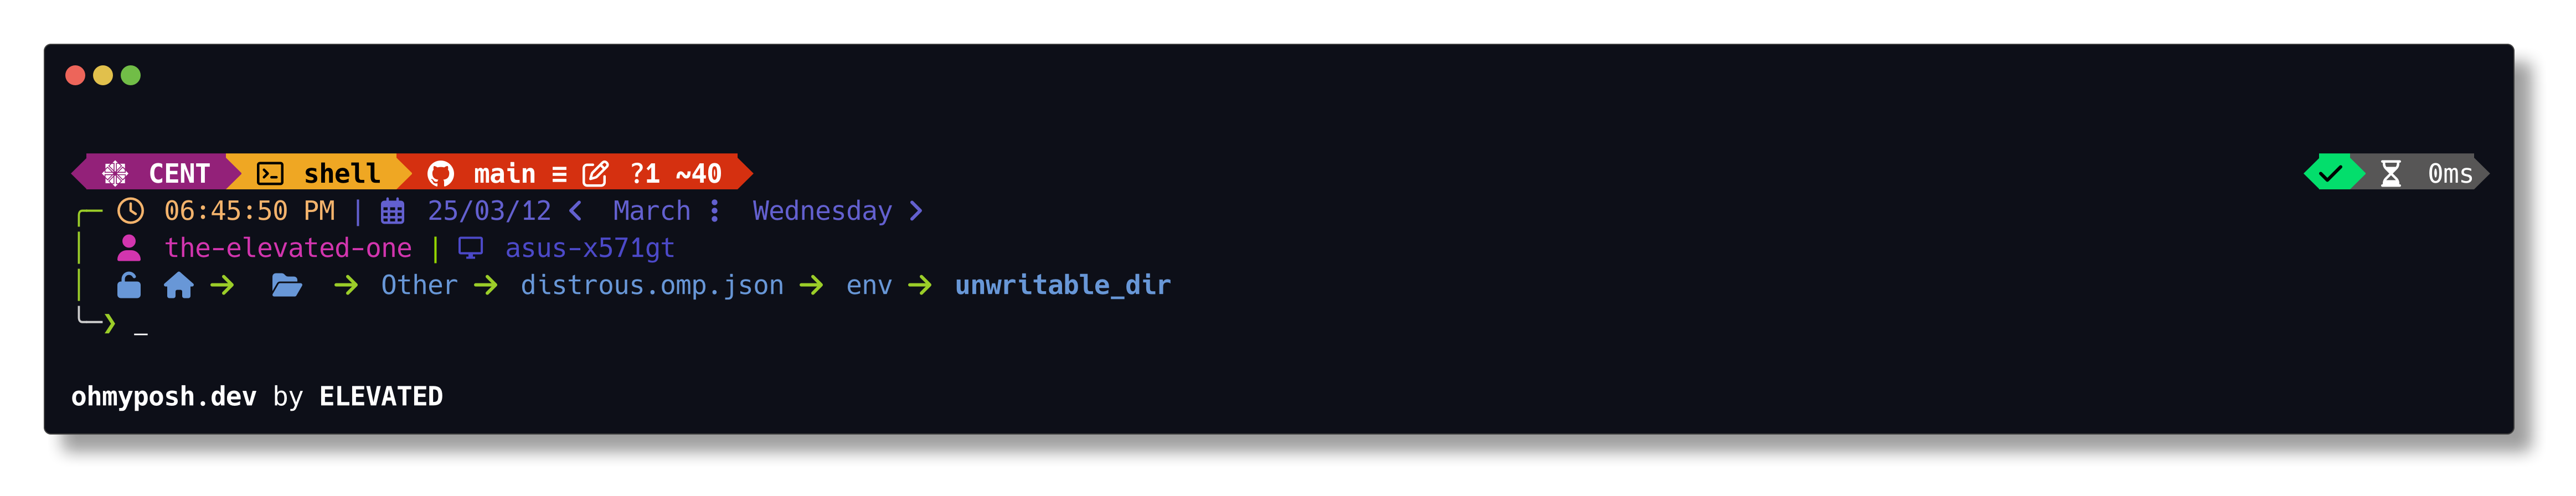 CENT shell main ≡ ?1 ~40 0ms
06:45:50 PM | 25/03/12 < March ⋮ Wednesday >
the-elevated-one | asus-x571gt
→ → Other → distrous.omp.json → env → unwritable_dir
❯ _
ohmyposh.dev by ELEVATED